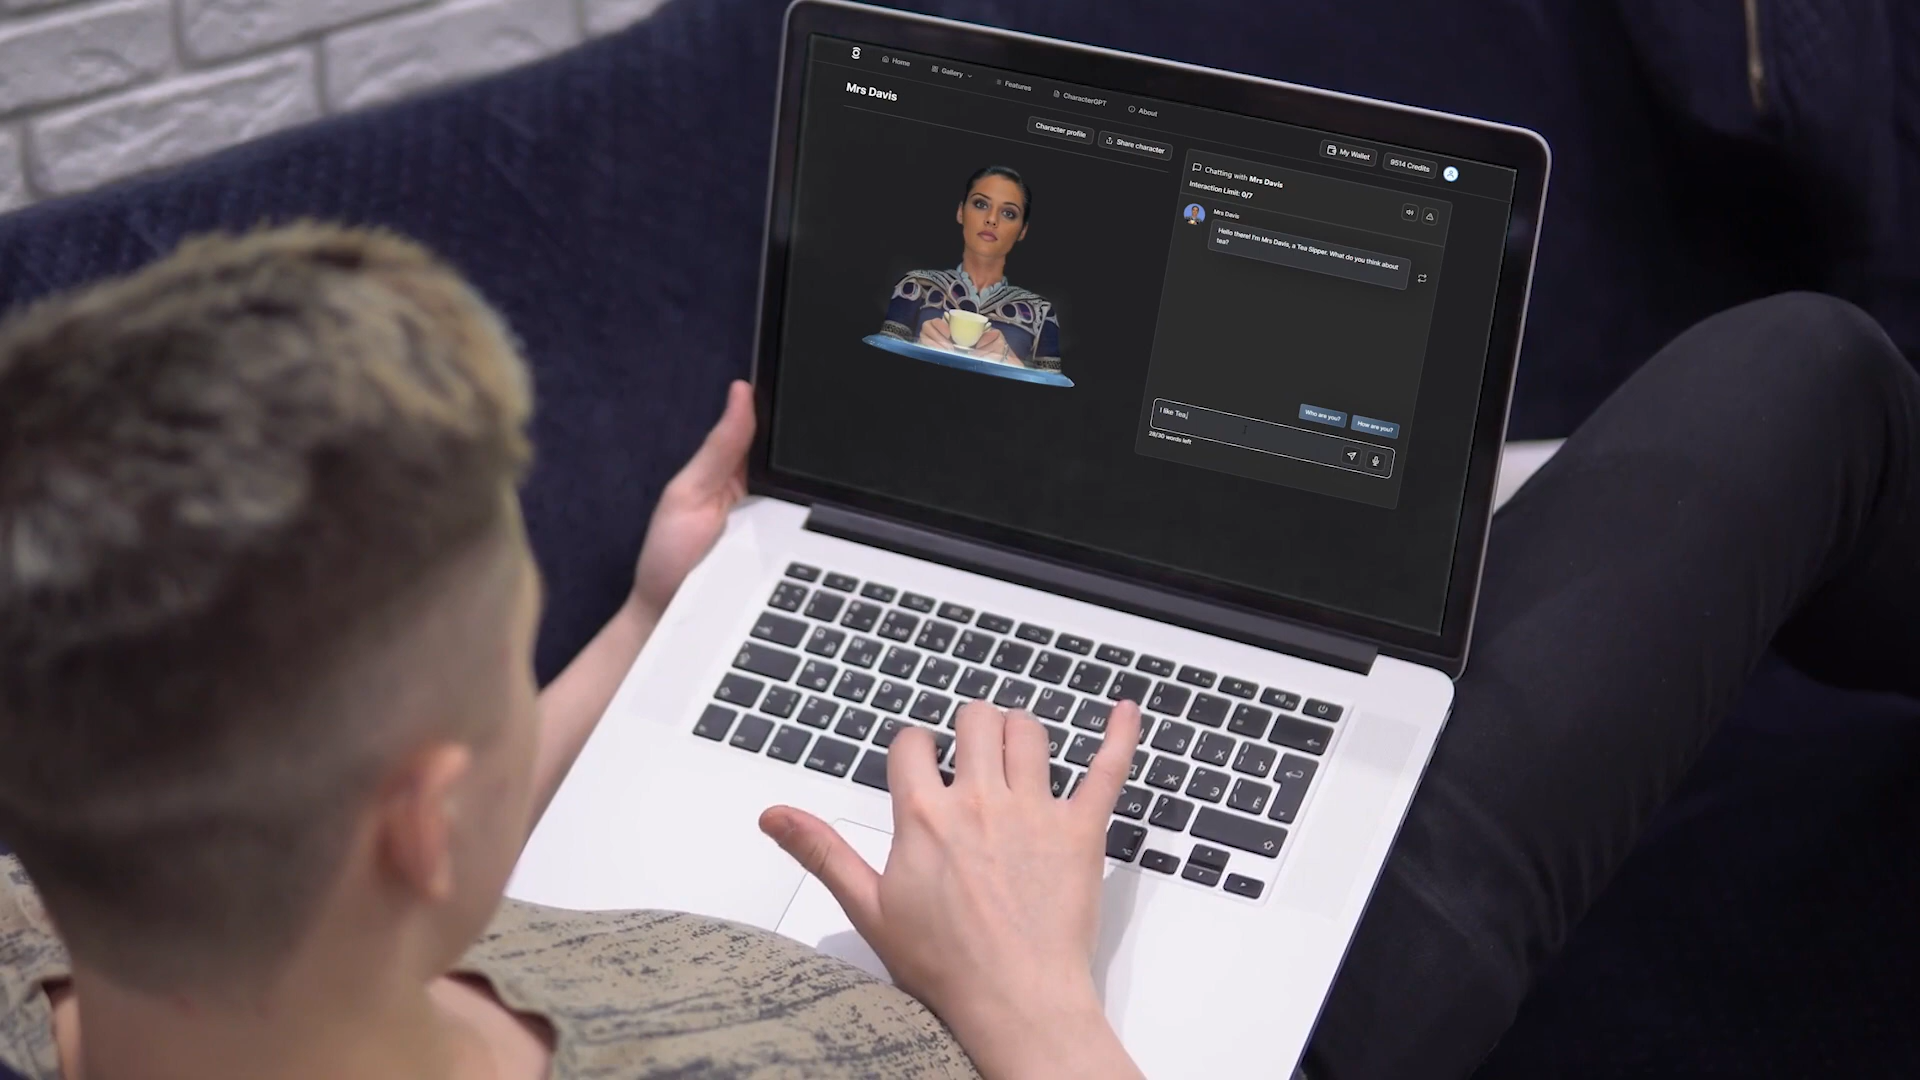 Home
Gallery
Features
CharacterGPT
About
Mrs Davis
Character profile
Share character
My Wallet
9514 Credits
Chatting with Mrs Davis
Interaction Limit: 0/7
Mrs Davis
Hello there! I'm Mrs Davis, a Tea Sipper. What do you think about
tea?
Who are you?
How are you?
I like Tea
28/30 words left